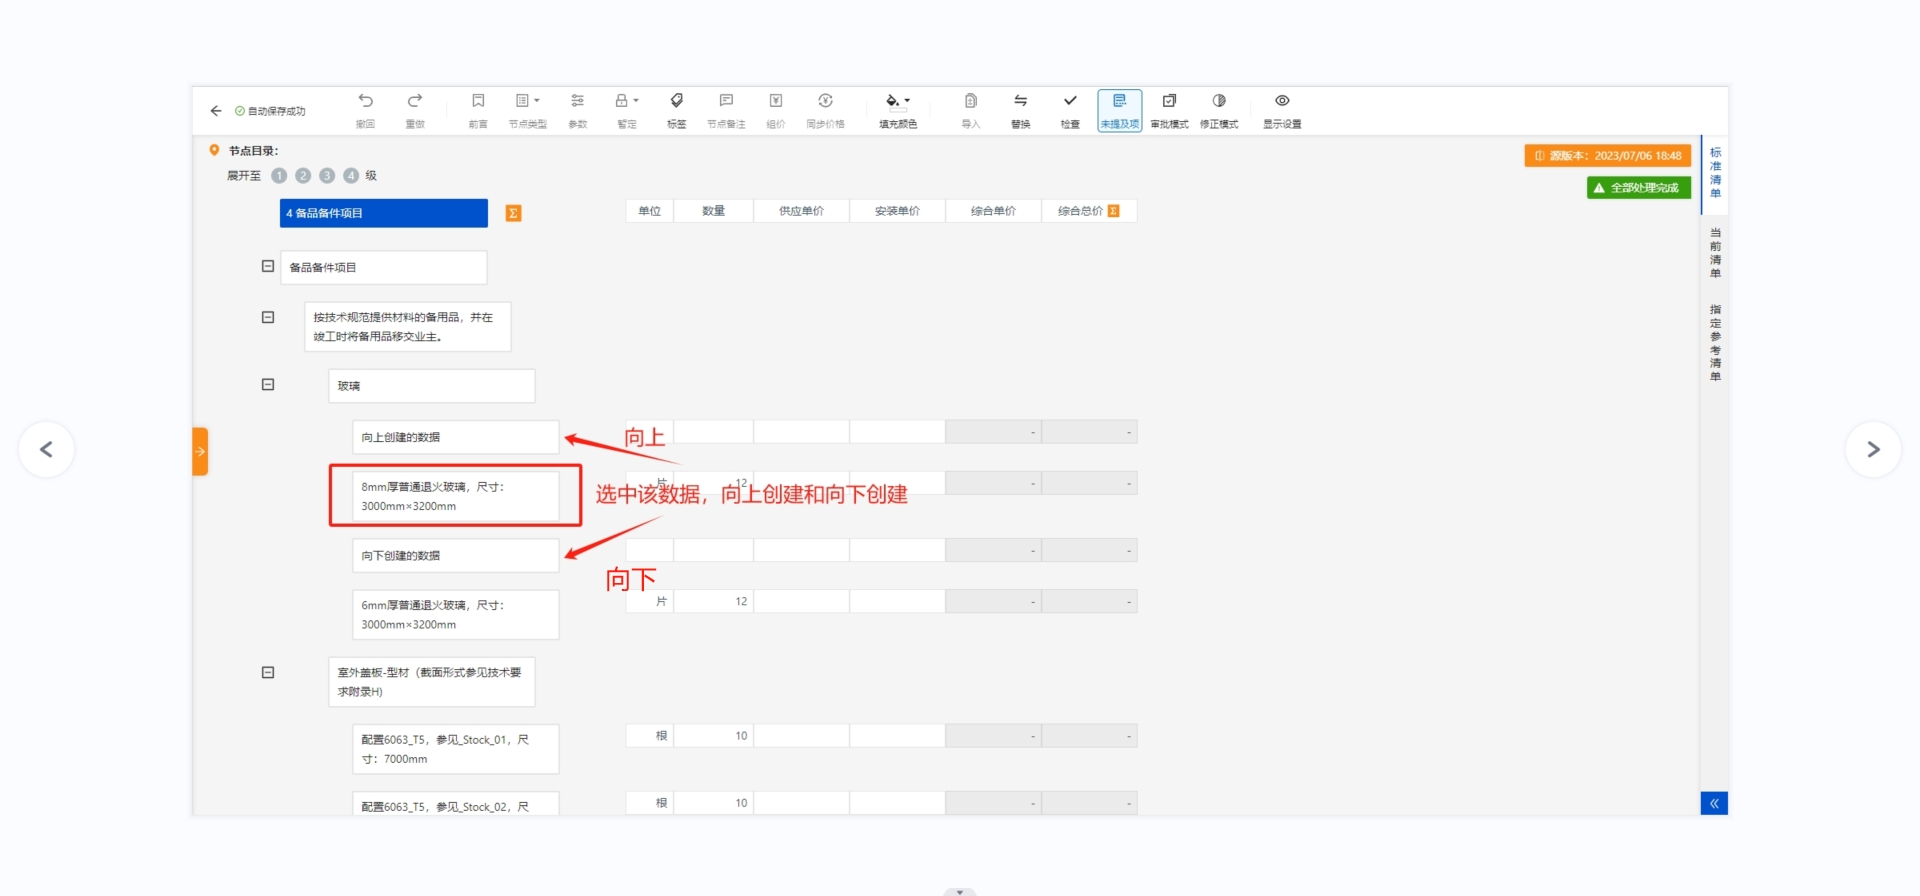 自动保存成功
撤回
重做
前言
节点类型
参数
暂定
标签
节点备注
组价
同步价格
填充颜色
导入
替换
检查
未提及项
审批模式
修正模式
显示设置
节点目录：
展开至 1 2 3 4 级
源版本：2023/07/06 18:48
全部处理完成
标准清单
当前清单
指定参考清单
4 备品备件项目
Σ
单位 数量 供应单价 安装单价 综合单价 综合总价 Σ
备品备件项目
按技术规范提供材料的备用品，并在
竣工时将备用品移交业主。
玻璃
向上创建的数据
- -
向上
8mm厚普通退火玻璃，尺寸：
3000mm×3200mm
片 12 - -
选中该数据，向上创建和向下创建
向下创建的数据
- -
向下
6mm厚普通退火玻璃，尺寸：
3000mm×3200mm
片 12 - -
室外盖板-型材（截面形式参见技术要
求附录H)
配置6063_T5，参见_Stock_01，尺
寸：7000mm
根 10 - -
配置6063_T5，参见_Stock_02，尺
根 10 - -